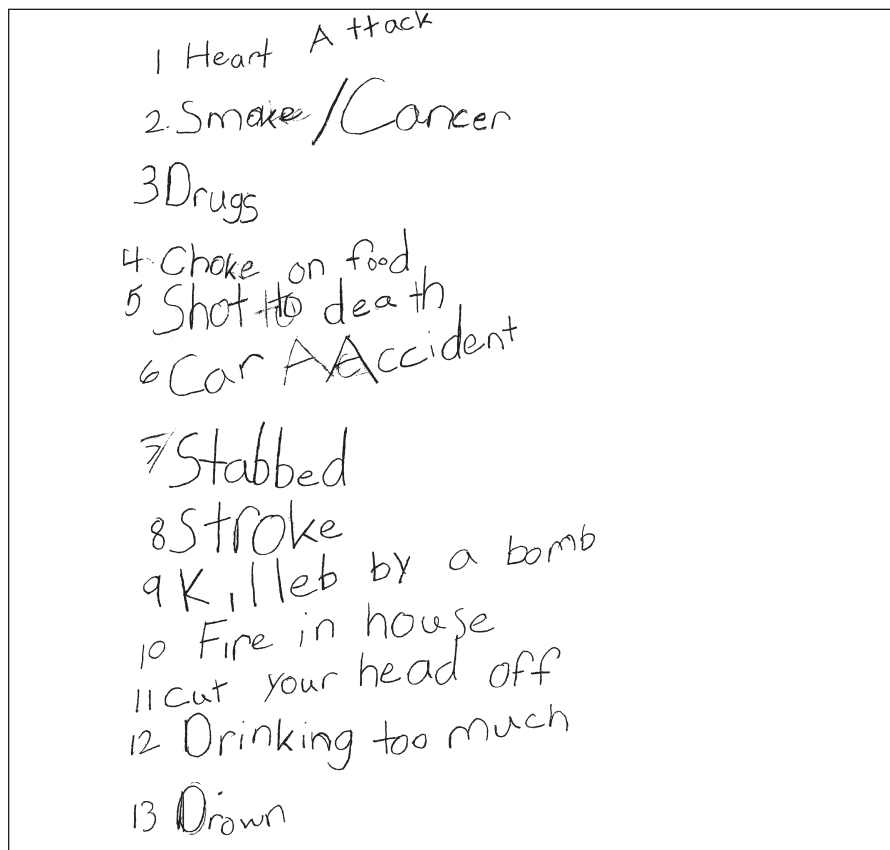 1 Heart Attack
2. Smoke/Cancer
3 Drugs
4. Choke on food
5 Shot to death
6 Car AAccident
7 Stabbed
8 Stroke
9 Killeb by a bomb
10 Fire in house
11 cut your head off
12 Drinking too much
13 Drown